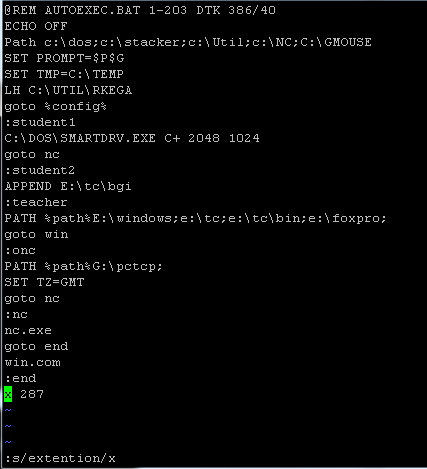 @REM AUTOEXEC.BAT 1-203 DTK 386/40
ECHO OFF
Path c:\dos;c:\stacker;c:\Util;c:\NC;C:\GMOUSE
SET PROMPT=$P$G
SET TMP=C:\TEMP
LH C:\UTIL\RKEGA
goto %config%
:student1
C:\DOS\SMARTDRV.EXE C+ 2048 1024
goto nc
:student2
APPEND E:\tc\bgi
:teacher
PATH %path%E:\windows;e:\tc;e:\tc\bin;e:\foxpro;
goto win
:onc
PATH %path%G:\pctcp;
SET TZ=GMT
goto nc
:nc
nc.exe
goto end
win.com
:end
x 287
~
~
~
:s/extention/x